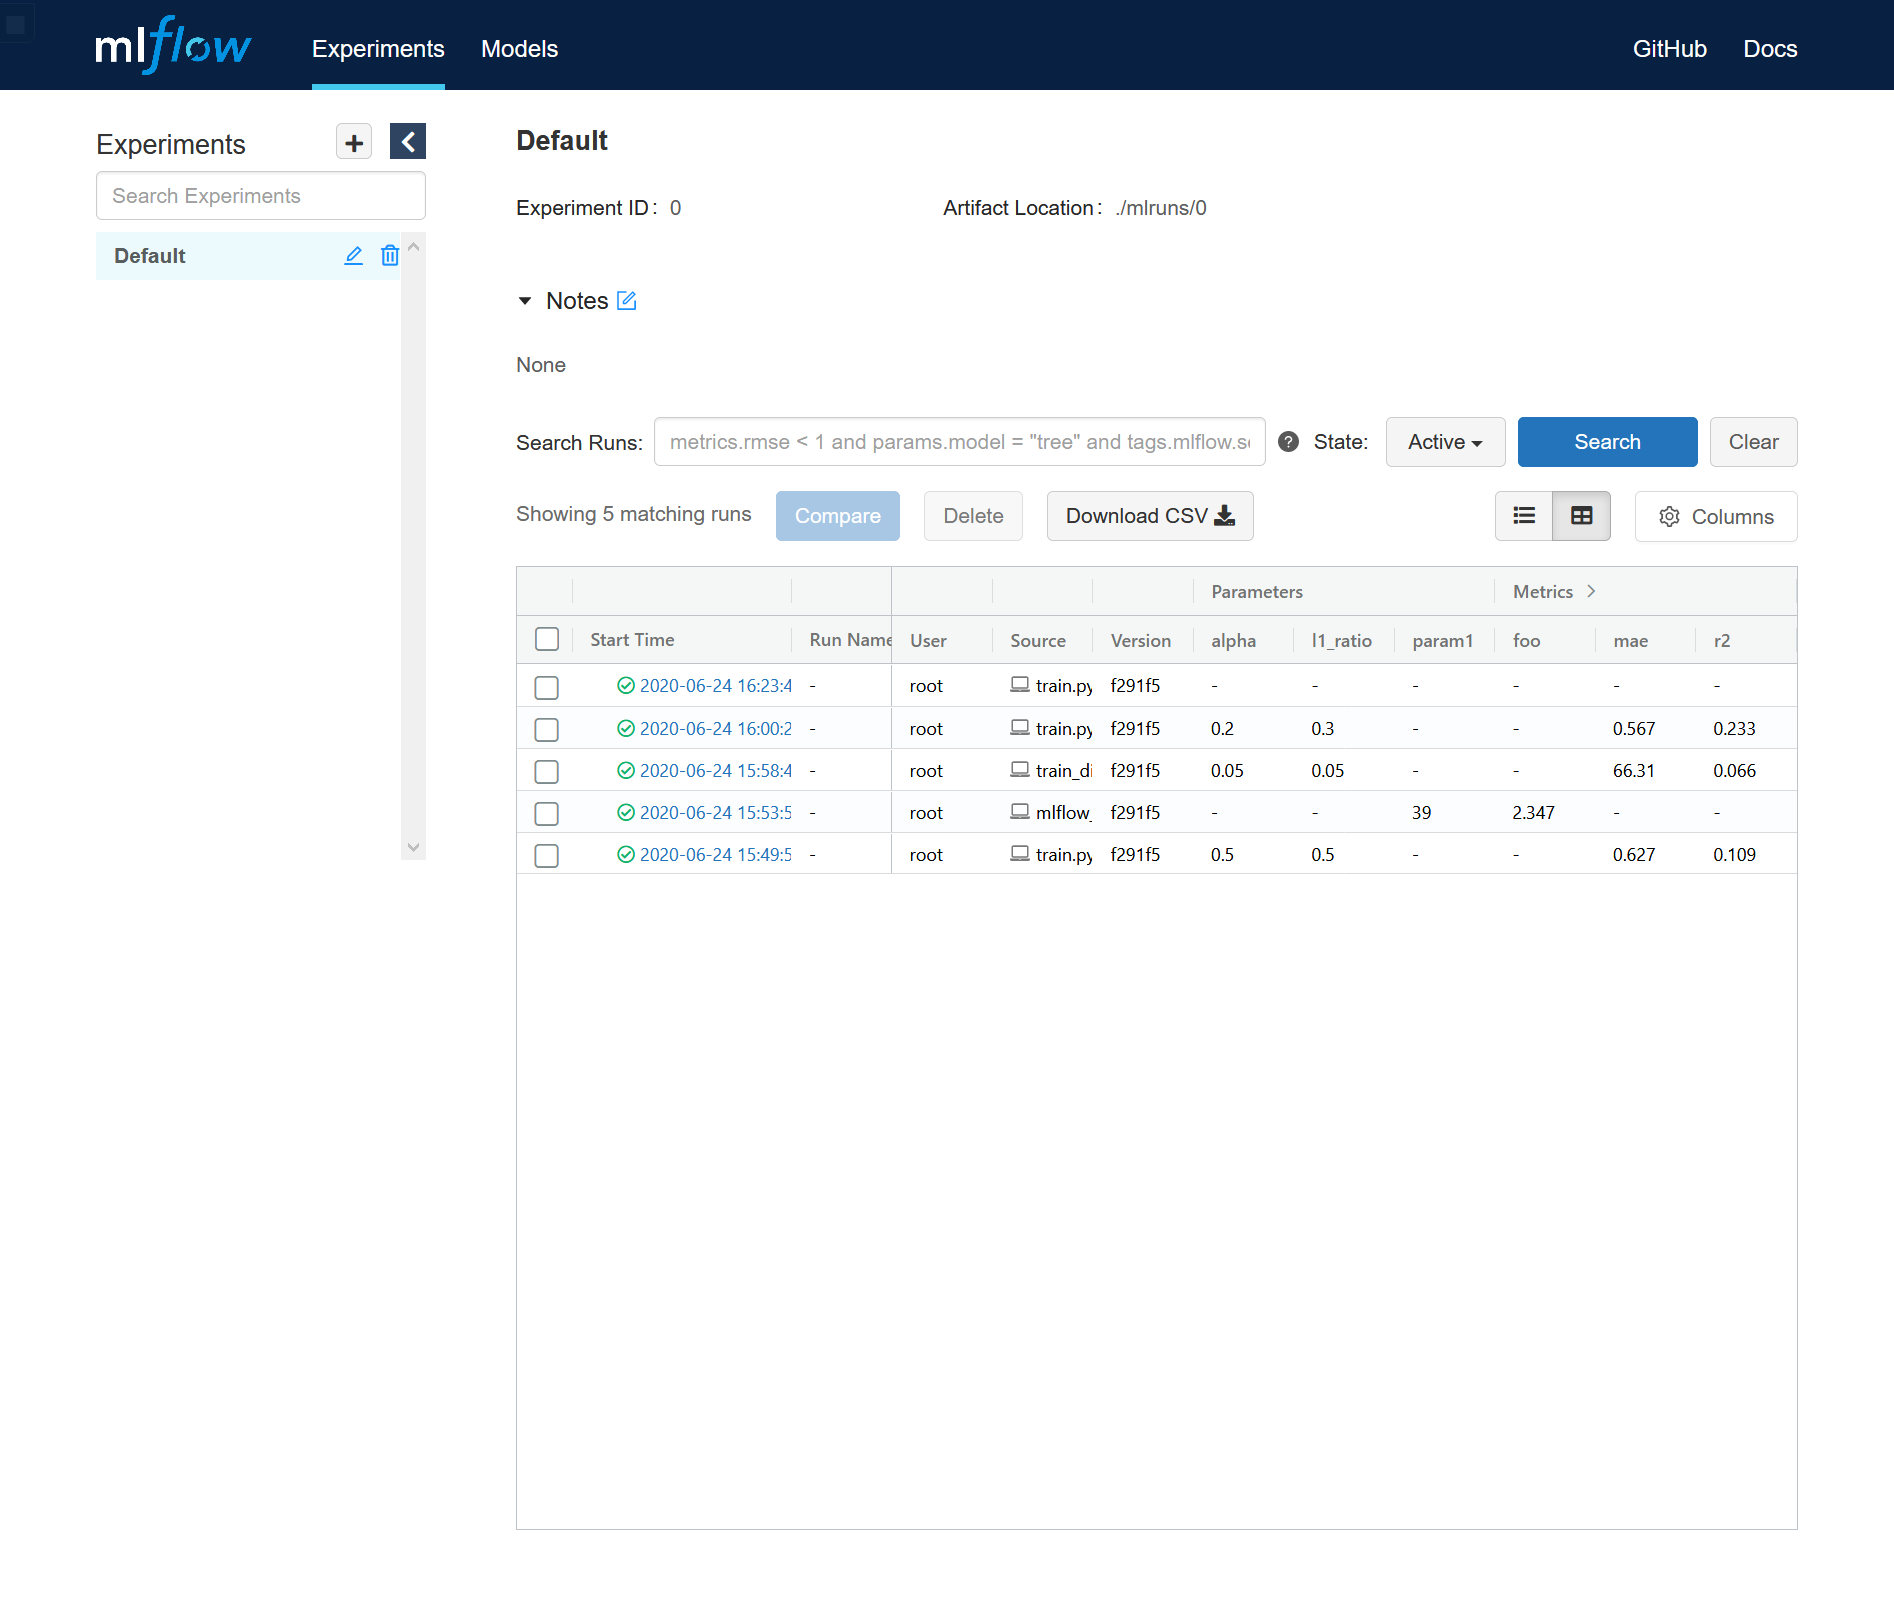 mlflow Experiments Models GitHub Docs
Experiments
Search Experiments
Default
Default
Experiment ID: 0 Artifact Location: ./mlruns/0
Notes
None
Search Runs: metrics.rmse < 1 and params.model = "tree" and tags.mlflow.s State: Active Search Clear
Showing 5 matching runs Compare Delete Download CSV Columns
Parameters Metrics
Start Time Run Name User Source Version alpha l1_ratio param1 foo mae r2
2020-06-24 16:23:4 - root train.py f291f5 - - - - - -
2020-06-24 16:00:2 - root train.py f291f5 0.2 0.3 - - 0.567 0.233
2020-06-24 15:58:4 - root train_di f291f5 0.05 0.05 - - 66.31 0.066
2020-06-24 15:53:5 - root mlflow_ f291f5 - - 39 2.347 - -
2020-06-24 15:49:5 - root train.py f291f5 0.5 0.5 - - 0.627 0.109